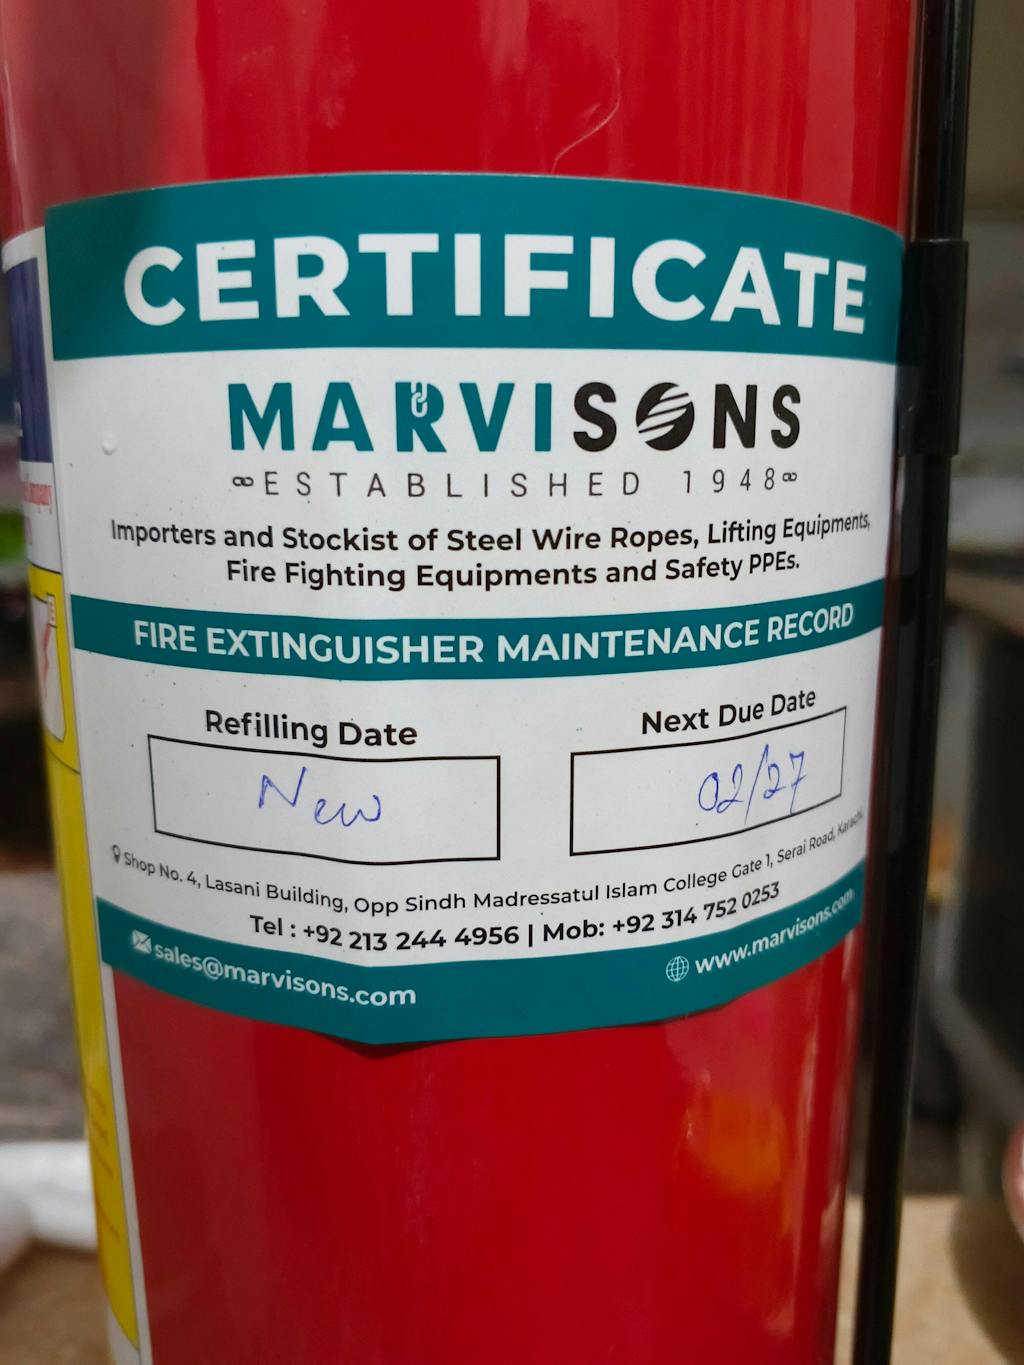 CERTIFICATE
MARVISONS
∞ESTABLISHED 1948∞
Importers and Stockist of Steel Wire Ropes, Lifting Equipments,
Fire Fighting Equipments and Safety PPEs.
FIRE EXTINGUISHER MAINTENANCE RECORD
Refilling Date
Next Due Date
New
02/27
Shop No. 4, Lasani Building, Opp Sindh Madressatul Islam College Gate 1, Serai Road, Karachi.
Tel : +92 213 244 4956 | Mob: +92 314 752 0253
sales@marvisons.com
www.marvisons.com